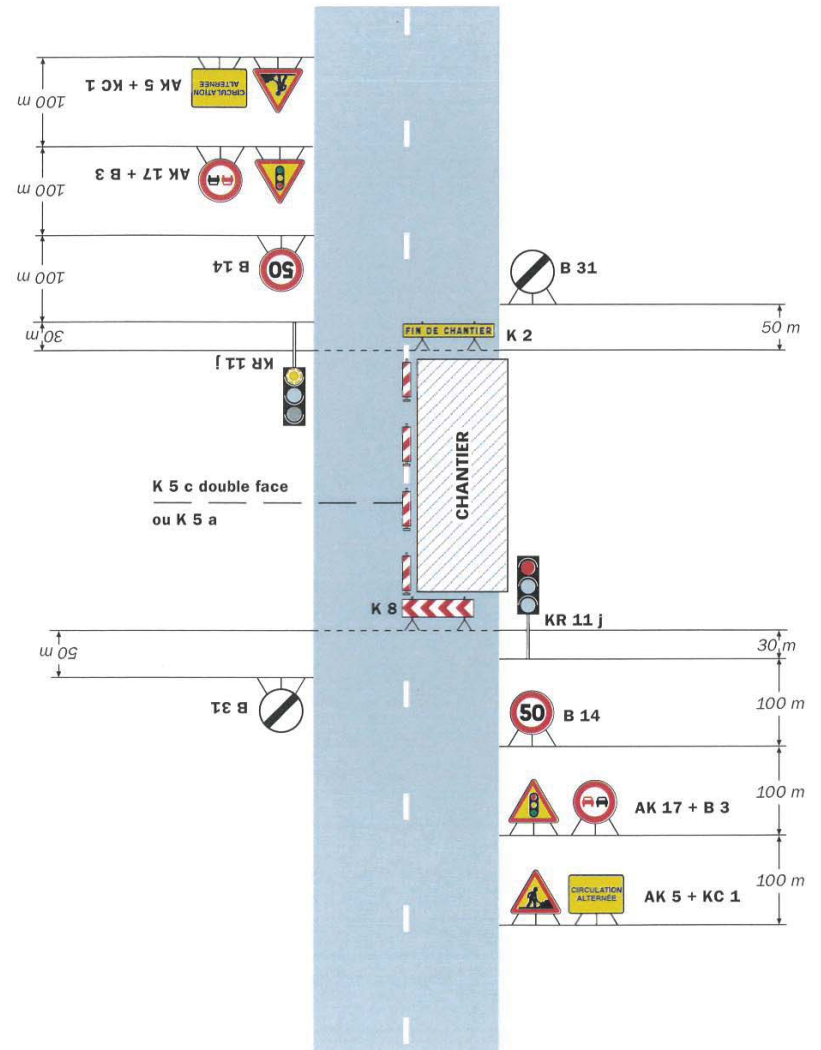 100 m
AK 5 + KC 1
CIRCULATION
ALTERNÉE
100 m
AK 17 + B 3
100 m
B 14
50
B 31
30 m
KR 11 j
FIN DE CHANTIER
K 2
50 m
CHANTIER
K 5 c double face
ou K 5 a
K 8
KR 11 j
50 m
30 m
B 31
50
B 14
100 m
AK 17 + B 3
100 m
CIRCULATION
ALTERNÉE
AK 5 + KC 1
100 m